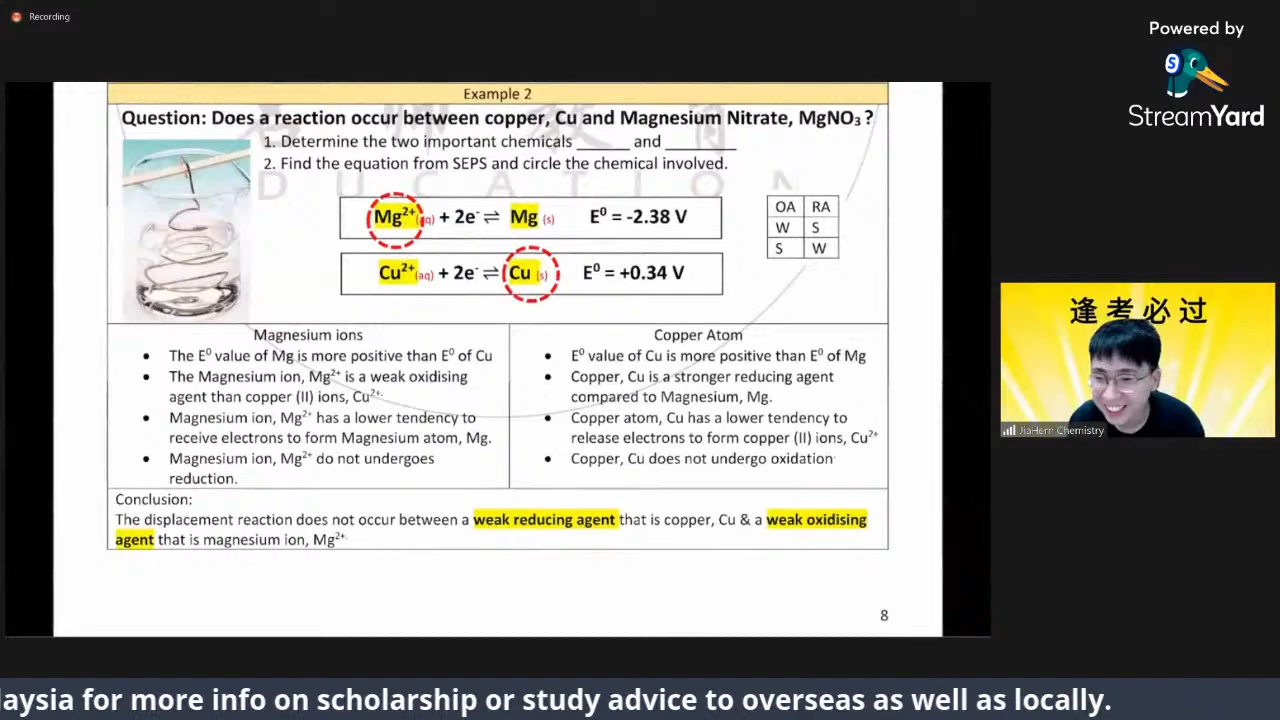 Recording
Powered by
StreamYard
Example 2
Question: Does a reaction occur between copper, Cu and Magnesium Nitrate, MgNO₃ ?
1. Determine the two important chemicals ______ and ________
2. Find the equation from SEPS and circle the chemical involved.
EDUCATION
Mg²⁺(aq) + 2e⁻ ⇌ Mg (s) E⁰ = -2.38 V
Cu²⁺(aq) + 2e⁻ ⇌ Cu (s) E⁰ = +0.34 V
OA RA
W S
S W
Magnesium ions
• The E⁰ value of Mg is more positive than E⁰ of Cu
• The Magnesium ion, Mg²⁺ is a weak oxidising
agent than copper (II) ions, Cu²⁺.
• Magnesium ion, Mg²⁺ has a lower tendency to
receive electrons to form Magnesium atom, Mg.
• Magnesium ion, Mg²⁺ do not undergoes
reduction.
Copper Atom
• E⁰ value of Cu is more positive than E⁰ of Mg
• Copper, Cu is a stronger reducing agent
compared to Magnesium, Mg.
• Copper atom, Cu has a lower tendency to
release electrons to form copper (II) ions, Cu²⁺
• Copper, Cu does not undergo oxidation.
Conclusion:
The displacement reaction does not occur between a weak reducing agent that is copper, Cu & a weak oxidising
agent that is magnesium ion, Mg²⁺.
8
逢考必过
JiaHern Chemistry
laysia for more info on scholarship or study advice to overseas as well as locally.